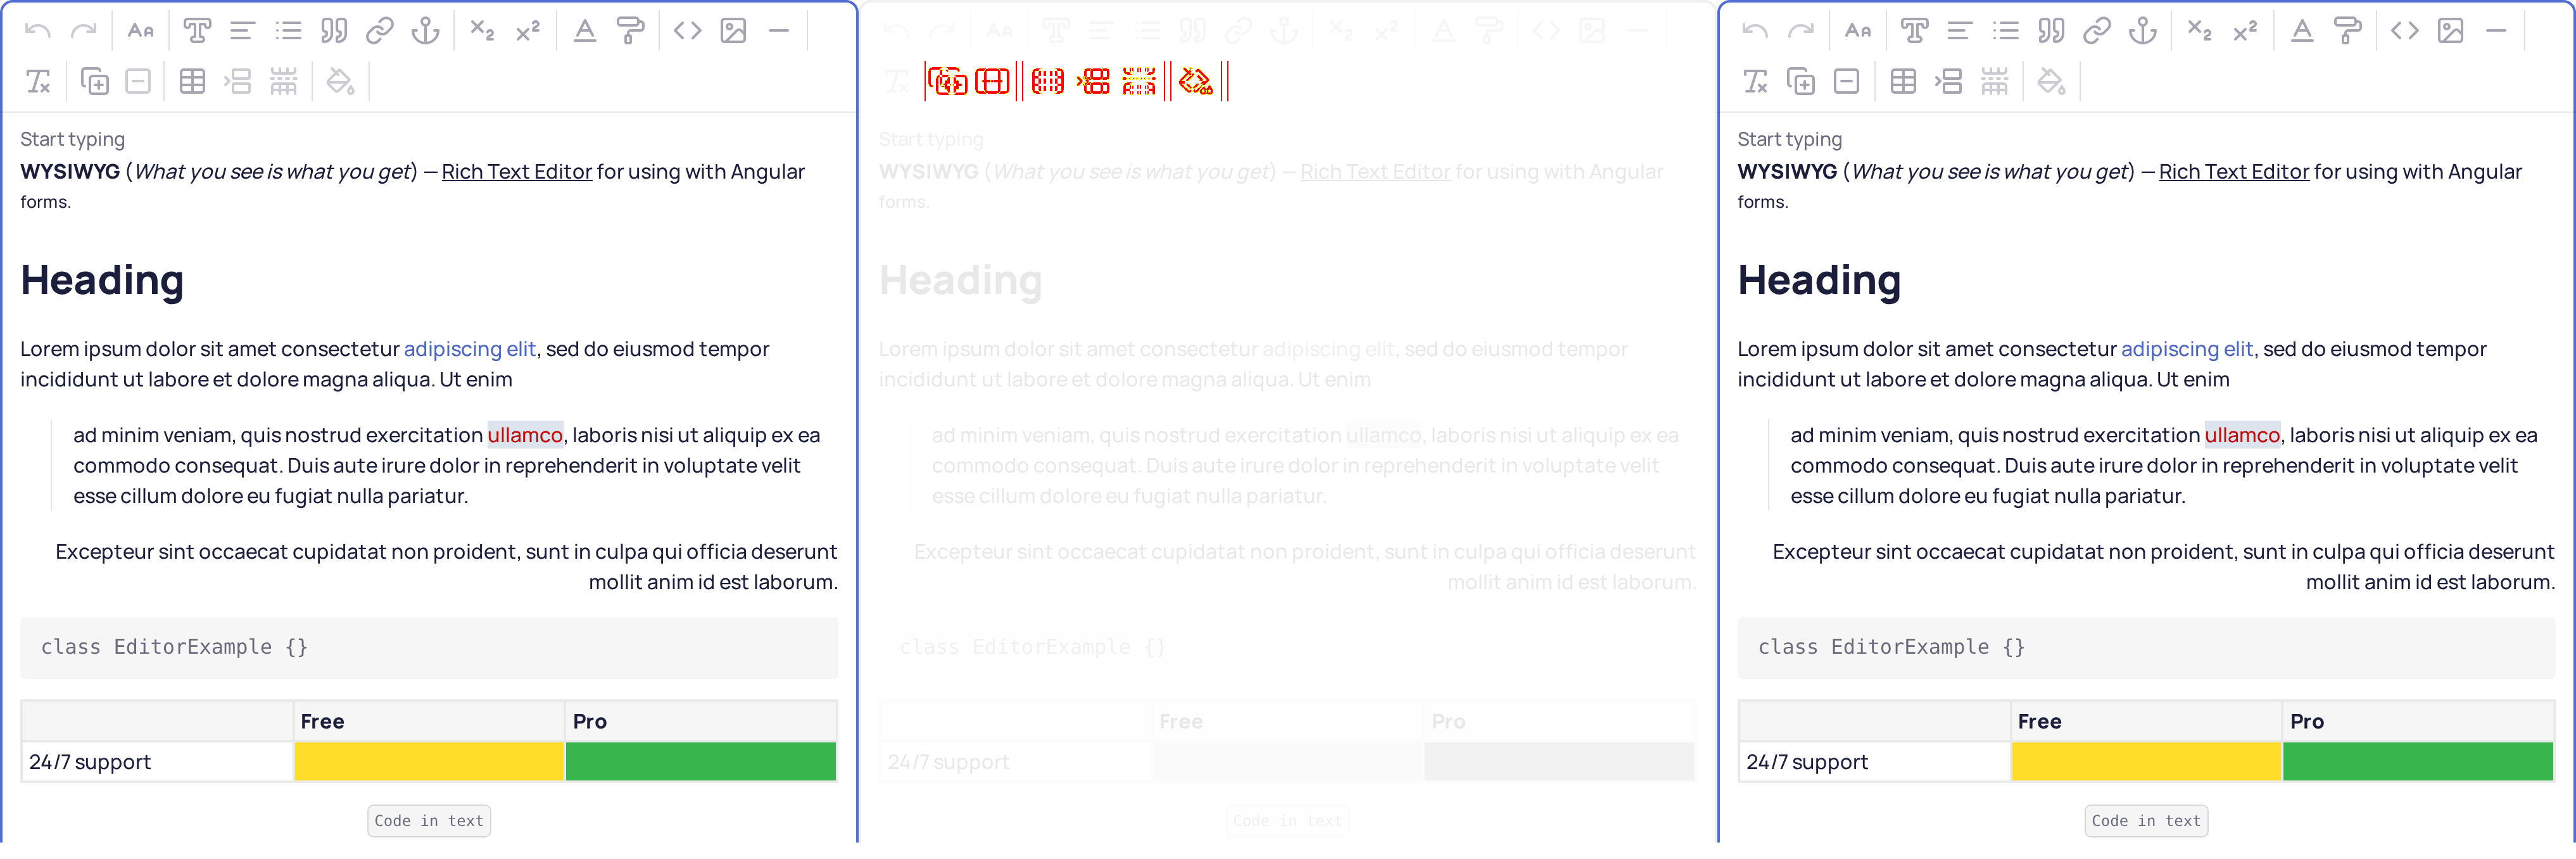 Start typing
WYSIWYG (What you see is what you get) — Rich Text Editor for using with Angular
forms.
Heading
Lorem ipsum dolor sit amet consectetur adipiscing elit, sed do eiusmod tempor
incididunt ut labore et dolore magna aliqua. Ut enim
ad minim veniam, quis nostrud exercitation ullamco, laboris nisi ut aliquip ex ea
commodo consequat. Duis aute irure dolor in reprehenderit in voluptate velit
esse cillum dolore eu fugiat nulla pariatur.
Excepteur sint occaecat cupidatat non proident, sunt in culpa qui officia deserunt
mollit anim id est laborum.
class EditorExample {}
Free Pro
24/7 support
Code in text
Start typing
WYSIWYG (What you see is what you get) — Rich Text Editor for using with Angular
forms.
Heading
Lorem ipsum dolor sit amet consectetur adipiscing elit, sed do eiusmod tempor
incididunt ut labore et dolore magna aliqua. Ut enim
ad minim veniam, quis nostrud exercitation ullamco, laboris nisi ut aliquip ex ea
commodo consequat. Duis aute irure dolor in reprehenderit in voluptate velit
esse cillum dolore eu fugiat nulla pariatur.
Excepteur sint occaecat cupidatat non proident, sunt in culpa qui officia deserunt
mollit anim id est laborum.
class EditorExample {}
Free Pro
24/7 support
Code in text
Start typing
WYSIWYG (What you see is what you get) — Rich Text Editor for using with Angular
forms.
Heading
Lorem ipsum dolor sit amet consectetur adipiscing elit, sed do eiusmod tempor
incididunt ut labore et dolore magna aliqua. Ut enim
ad minim veniam, quis nostrud exercitation ullamco, laboris nisi ut aliquip ex ea
commodo consequat. Duis aute irure dolor in reprehenderit in voluptate velit
esse cillum dolore eu fugiat nulla pariatur.
Excepteur sint occaecat cupidatat non proident, sunt in culpa qui officia deserunt
mollit anim id est laborum.
class EditorExample {}
Free Pro
24/7 support
Code in text